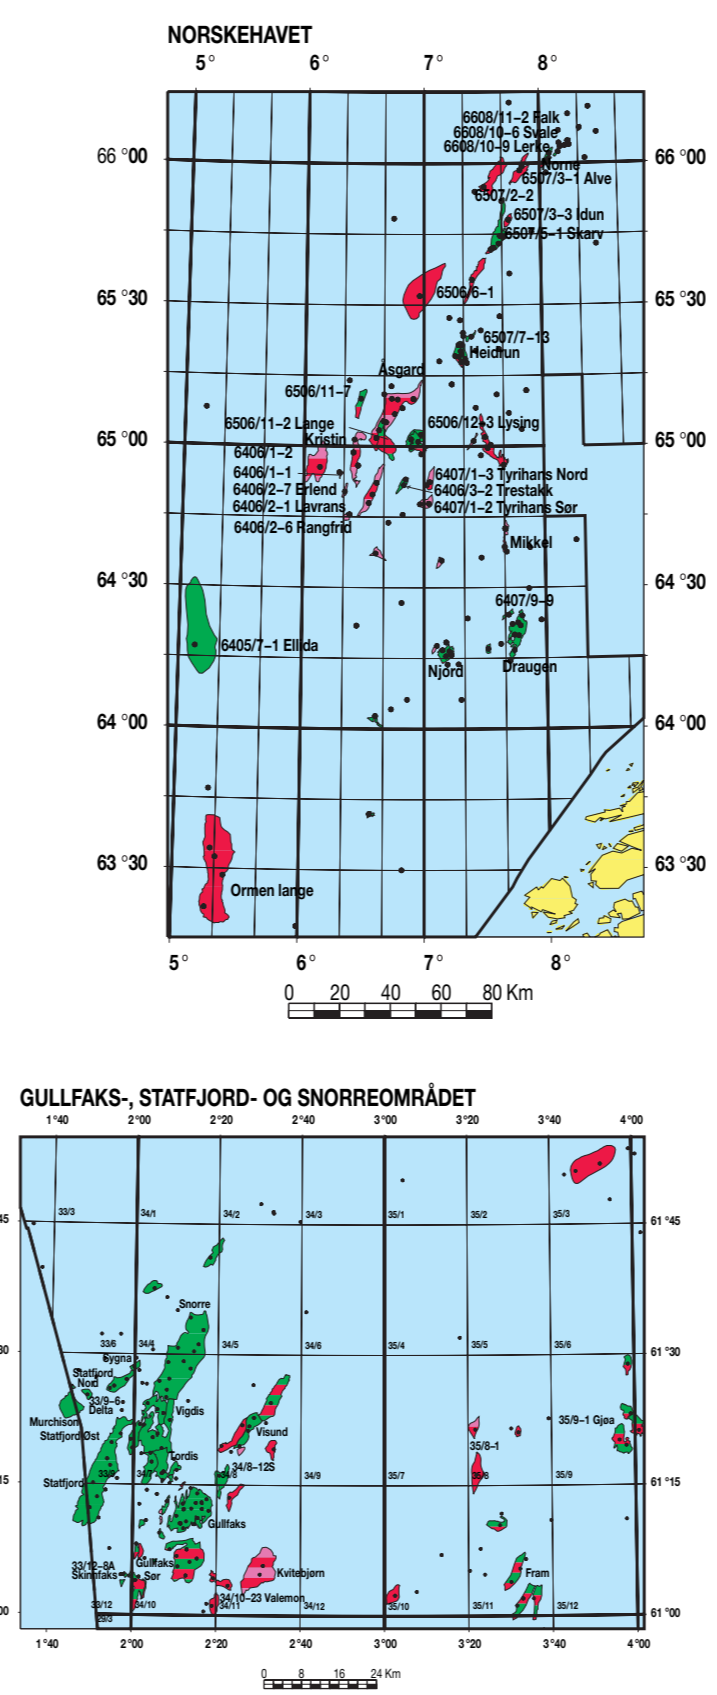 NORSKEHAVET
5° 6° 7° 8°
6608/11–2 Falk
6608/10–6 Svale
6608/10–9 Lerke
66 °00 66 °00
Norne
6507/3–1 Alve
6507/2–2
6507/3–3 Idun
6507/5–1 Skarv
65 °30 6506/6–1 65 °30
6507/7–13
Heidrun
Åsgard
6506/11–7
6506/11–2 Lange 6506/12–3 Lysing
65 °00 Kristin 65 °00
6406/1–2
6406/1–1 6407/1–3 Tyrihans Nord
6406/2–7 Erlend 6406/3–2 Trestakk
6406/2–1 Lavrans 6407/1–2 Tyrihans Sør
6406/2–6 Rangfrid
Mikkel
64 °30 64 °30
6407/9–9
6405/7–1 Ellida
Njord Draugen
64 °00 64 °00
63 °30 63 °30
Ormen lange
5° 6° 7° 8°
0 20 40 60 80 Km
GULLFAKS-, STATFJORD- OG SNORREOMRÅDET
1°40 2°00 2°20 2°40 3°00 3°20 3°40 4°00
45 33/3 34/1 34/2 34/3 35/1 35/2 35/3 61 °45
Snorre
30 33/6 34/4 34/5 34/6 35/4 35/5 35/6 61 °30
Sygna
Statfjord
Nord
33/9–6
Delta Vigdis
Murchison 35/9–1 Gjøa
Statfjord Øst Visund
35/8–1
Tordis
34/8–12S
33/9 34/7 34/8 34/9 35/7 35/8 35/9 61 °15
15 Statfjord
Gullfaks
33/12–8A Gullfaks
Skinnfaks Sør Kvitebjørn Fram
34/10–23 Valemon
00 33/12 34/10 34/11 34/12 35/10 35/11 35/12 61 °00
29/3
1°40 2°00 2°20 2°40 3°00 3°20 3°40 4°00
0 8 16 24 Km